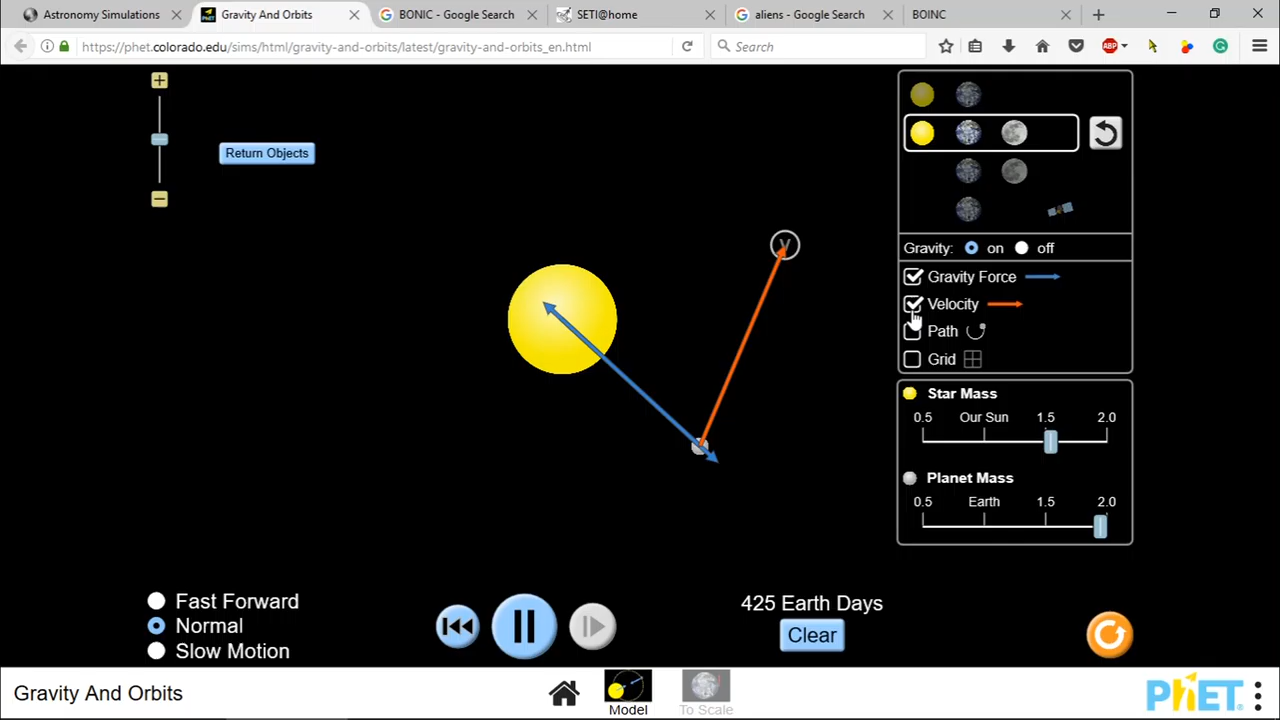 Astronomy Simulations
Gravity And Orbits
BONIC - Google Search
SETI@home
aliens - Google Search
BOINC
https://phet.colorado.edu/sims/html/gravity-and-orbits/latest/gravity-and-orbits_en.html
Search
ABP
Return Objects
V
Gravity: on off
Gravity Force
Velocity
Path
Grid
Star Mass
0.5 Our Sun 1.5 2.0
Planet Mass
0.5 Earth 1.5 2.0
Fast Forward
Normal
Slow Motion
425 Earth Days
Clear
Gravity And Orbits
Model
To Scale
PhET